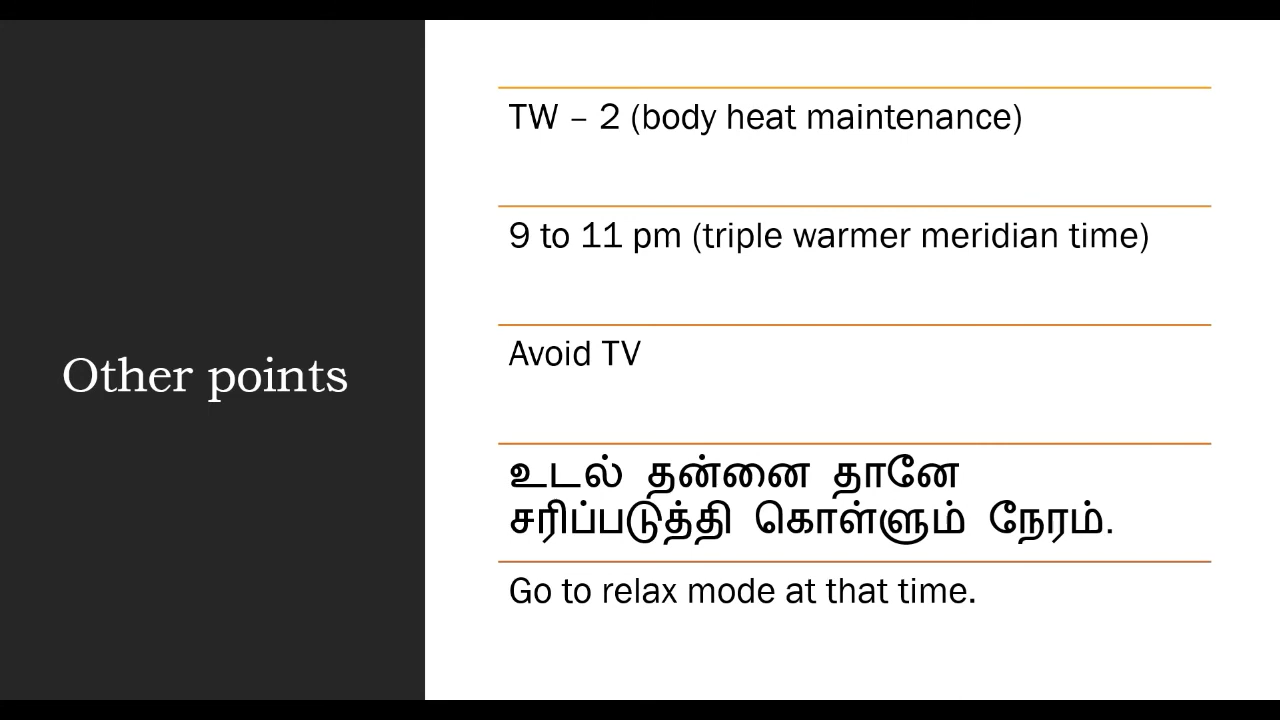 Other points
TW – 2 (body heat maintenance)
9 to 11 pm (triple warmer meridian time)
Avoid TV
உடல் தன்னை தானே
சரிப்படுத்தி கொள்ளும் நேரம்.
Go to relax mode at that time.